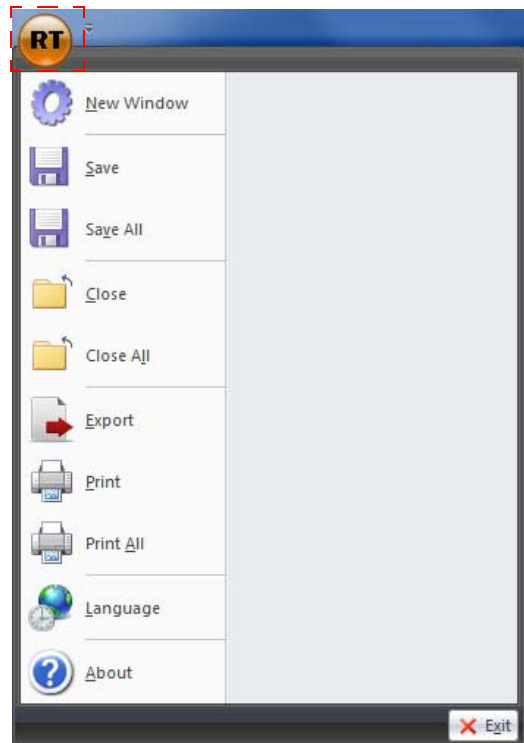 RT
New Window
Save
Save All
Close
Close All
Export
Print
Print All
Language
About
Exit